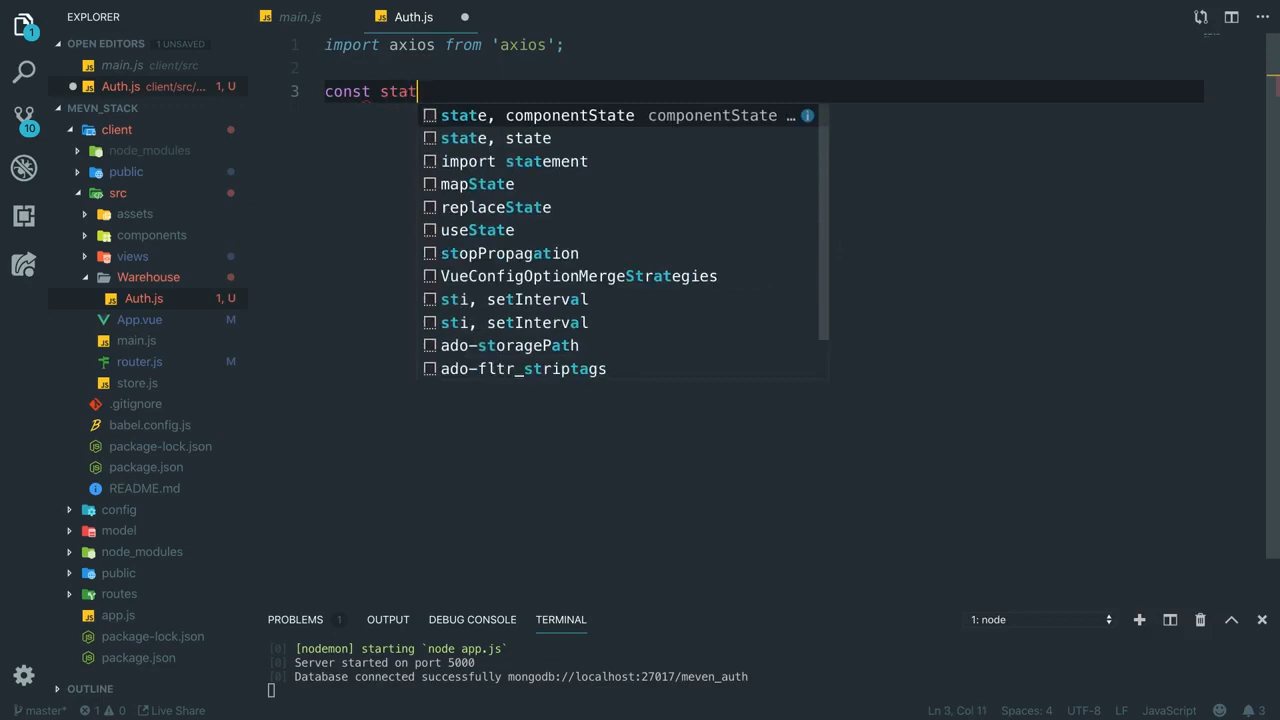 EXPLORER
main.js
Auth.js
OPEN EDITORS 1 UNSAVED
main.js client/src
Auth.js client/src/... 1, U
MEVN_STACK
client
node_modules
public
src
assets
components
views
Warehouse
Auth.js 1, U
App.vue M
main.js
router.js M
store.js
.gitignore
babel.config.js
package-lock.json
package.json
README.md
config
model
node_modules
public
routes
app.js
package-lock.json
package.json
OUTLINE
1
10
1 import axios from 'axios';
2
3 const stat
state, componentState componentState ...
state, state
import statement
mapState
replaceState
useState
stopPropagation
VueConfigOptionMergeStrategies
sti, setInterval
sti, setInterval
ado-storagePath
ado-fltr_striptags
PROBLEMS 1 OUTPUT DEBUG CONSOLE TERMINAL 1: node
[0] [nodemon] starting `node app.js`
[0] Server started on port 5000
[0] Database connected successfully mongodb://localhost:27017/meven_auth
master* 1 0 Live Share Ln 3, Col 11 Spaces: 4 UTF-8 LF JavaScript 3